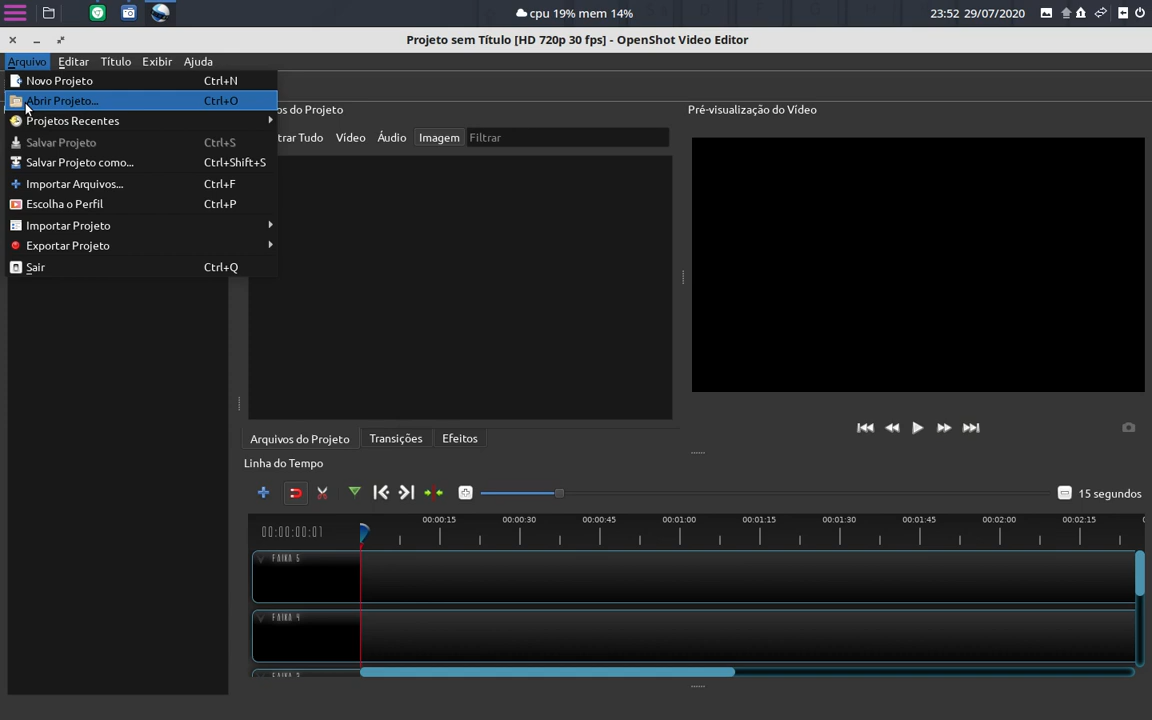 cpu 19% mem 14%
23:52 29/07/2020
Projeto sem Título [HD 720p 30 fps] - OpenShot Video Editor
Arquivo Editar Título Exibir Ajuda
Novo Projeto Ctrl+N
Abrir Projeto... Ctrl+O
Projetos Recentes
Salvar Projeto Ctrl+S
Salvar Projeto como... Ctrl+Shift+S
Importar Arquivos... Ctrl+F
Escolha o Perfil Ctrl+P
Importar Projeto
Exportar Projeto
Sair Ctrl+Q
os do Projeto
trar Tudo Vídeo Áudio Imagem Filtrar
Pré-visualização do Vídeo
Arquivos do Projeto Transições Efeitos
Linha do Tempo
15 segundos
00:00:00:01
00:00:15 00:00:30 00:00:45 00:01:00 00:01:15 00:01:30 00:01:45 00:02:00 00:02:15
FAIXA 5
FAIXA 4
FAIXA 3